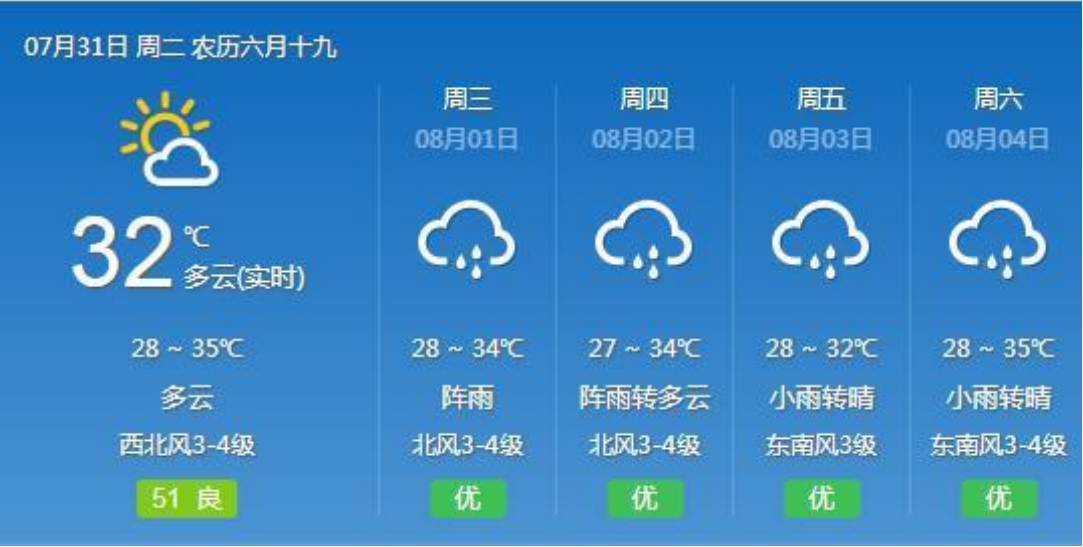 07月31日 周二 农历六月十九
32
℃
多云(实时)
28 ~ 35℃
多云
西北风3-4级
51 良
周三
08月01日
28 ~ 34℃
阵雨
北风3-4级
优
周四
08月02日
27 ~ 34℃
阵雨转多云
北风3-4级
优
周五
08月03日
28 ~ 32℃
小雨转晴
东南风3级
优
周六
08月04日
28 ~ 35℃
小雨转晴
东南风3-4级
优